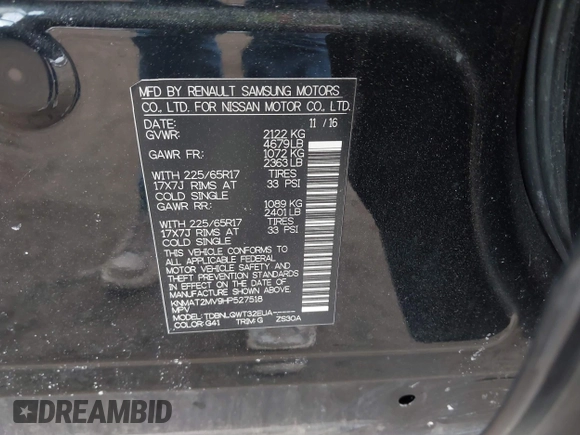 MFD BY RENAULT SAMSUNG MOTORS
CO., LTD. FOR NISSAN MOTOR CO., LTD.
DATE: 11 / 16
GVWR: 2122 KG
4679 LB
GAWR FR: 1072 KG
2363 LB
WITH 225/65R17 TIRES
17X7J RIMS AT 33 PSI
COLD SINGLE
GAWR RR: 1089 KG
2401 LB
WITH 225/65R17 TIRES
17X7J RIMS AT 33 PSI
COLD SINGLE
THIS VEHICLE CONFORMS TO
ALL APPLICABLE FEDERAL
MOTOR VEHICLE SAFETY AND
THEFT PREVENTION STANDARDS
IN EFFECT ON THE DATE OF
MANUFACTURE SHOWN ABOVE.
KNMAT2MV9HP527518
MPV
MODEL: TDBNLQWT32EUA-----
COLOR: G41 TRIM: G ZS30A
DREAMBID